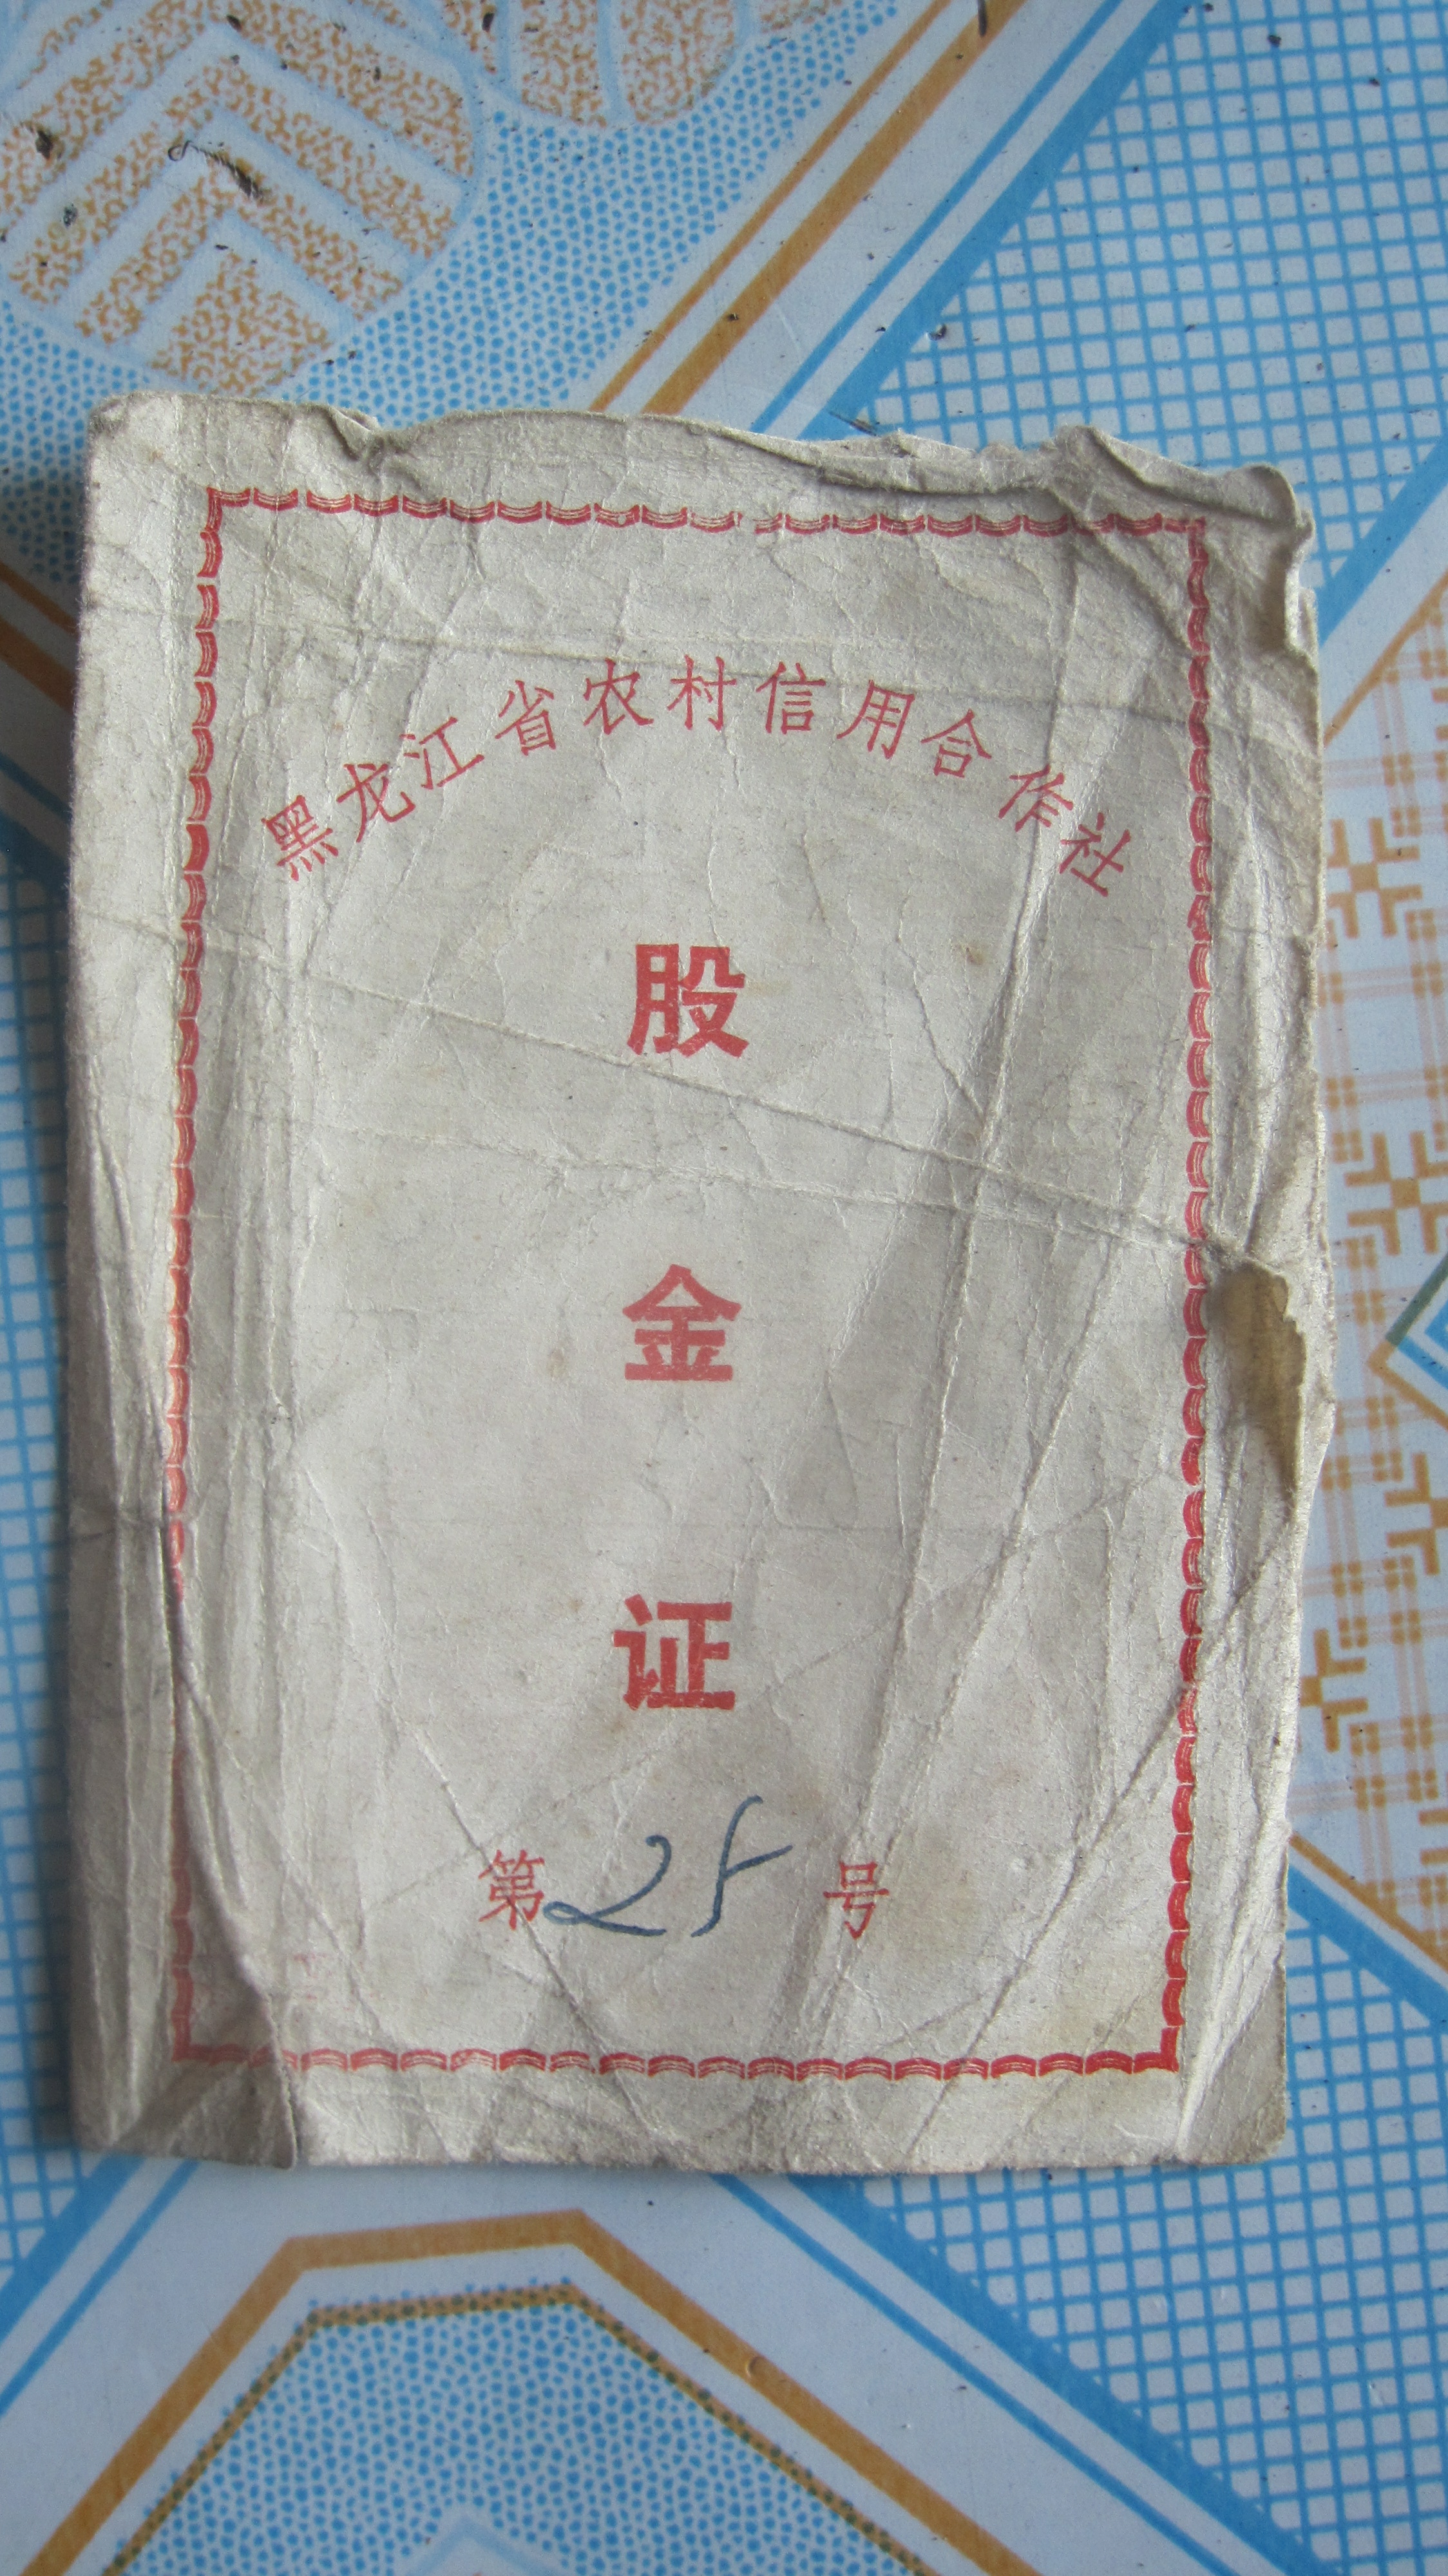 黑龙江省农村信用合作社
股
金
证
第25号